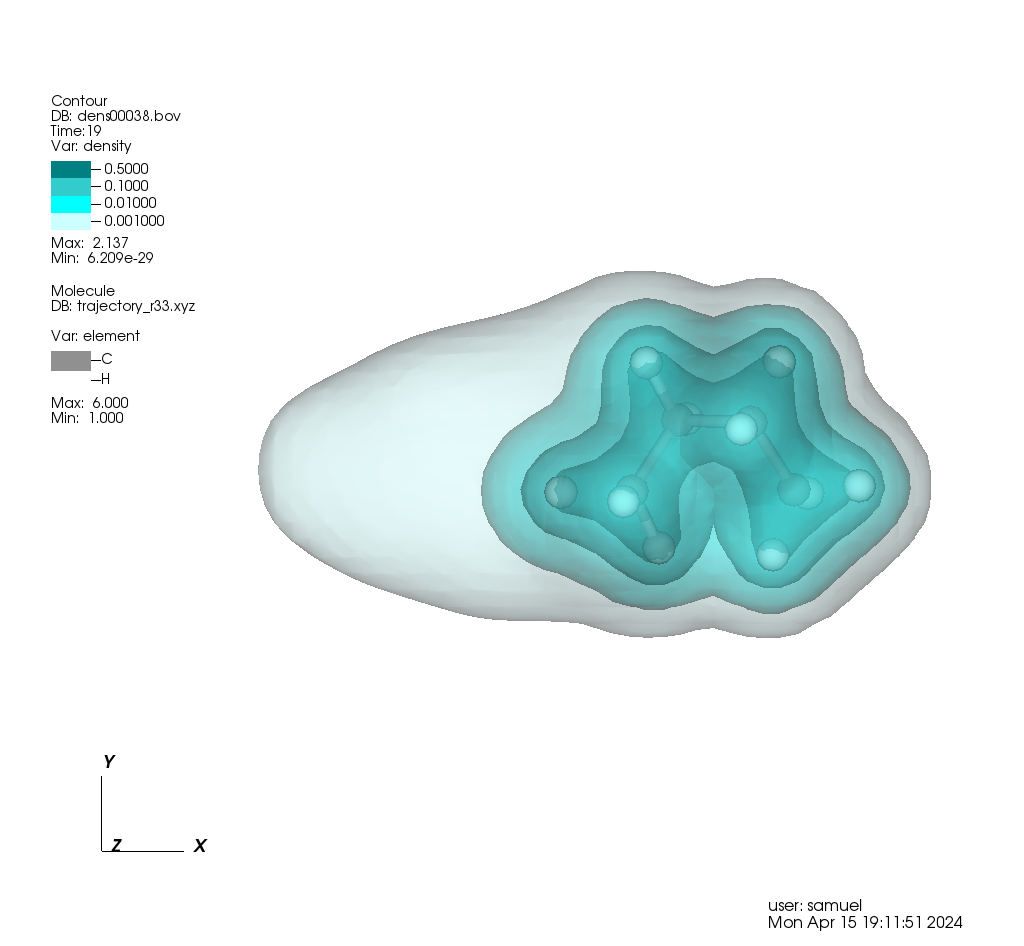 Contour
DB: dens00038.bov
Time:19
Var: density
0.5000
0.1000
0.01000
0.001000
Max: 2.137
Min: 6.209e-29
Molecule
DB: trajectory_r33.xyz
Var: element
C
H
Max: 6.000
Min: 1.000
Y
Z
X
user: samuel
Mon Apr 15 19:11:51 2024